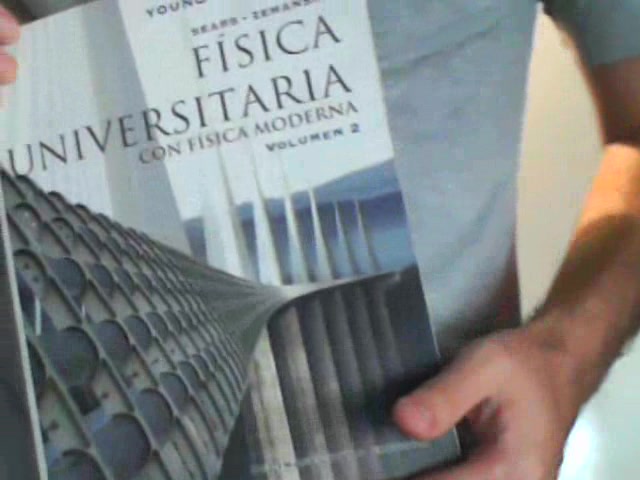 YOUNG
SEARS · ZEMANSKY
FÍSICA
UNIVERSITARIA
CON FÍSICA MODERNA
VOLUMEN 2